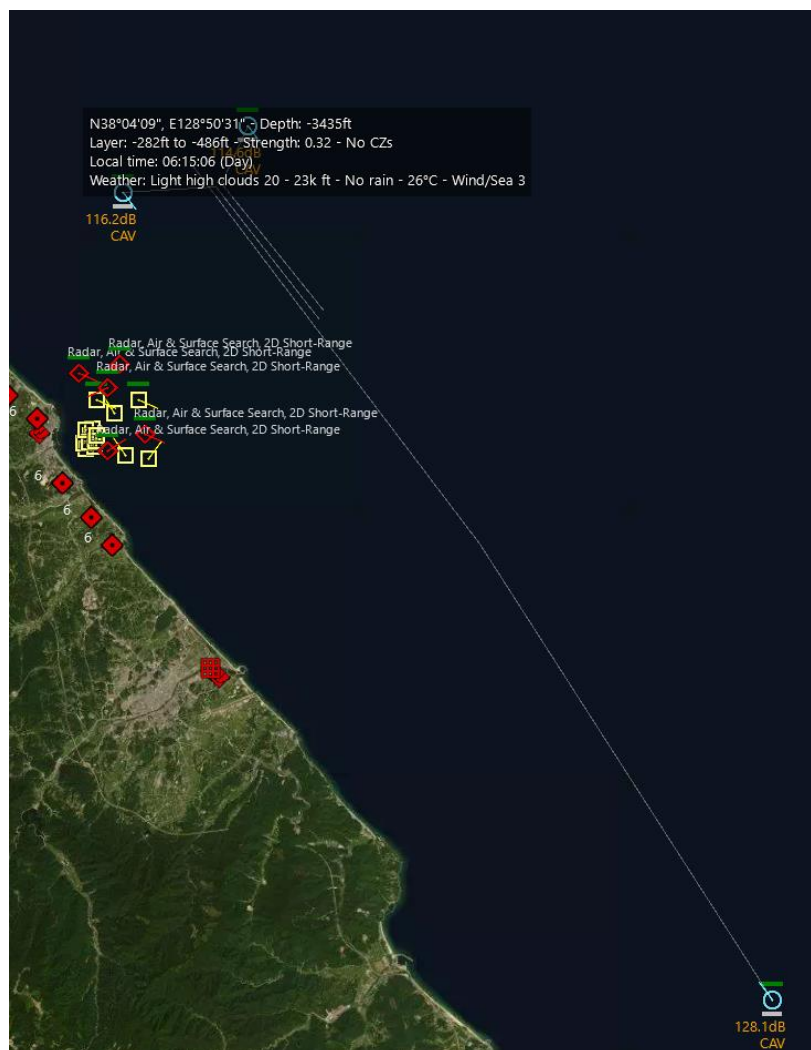 N38°04'09", E128°50'31" - Depth: -3435ft
Layer: -282ft to -486ft - Strength: 0.32 - No CZs
Local time: 06:15:06 (Day)
Weather: Light high clouds 20 - 23k ft - No rain - 26°C - Wind/Sea 3
114.6dB
CAV
116.2dB
CAV
Radar, Air & Surface Search, 2D Short-Range
Radar, Air & Surface Search, 2D Short-Range
Radar, Air & Surface Search, 2D Short-Range
Radar, Air & Surface Search, 2D Short-Range
Radar, Air & Surface Search, 2D Short-Range
6
6
6
6
128.1dB
CAV